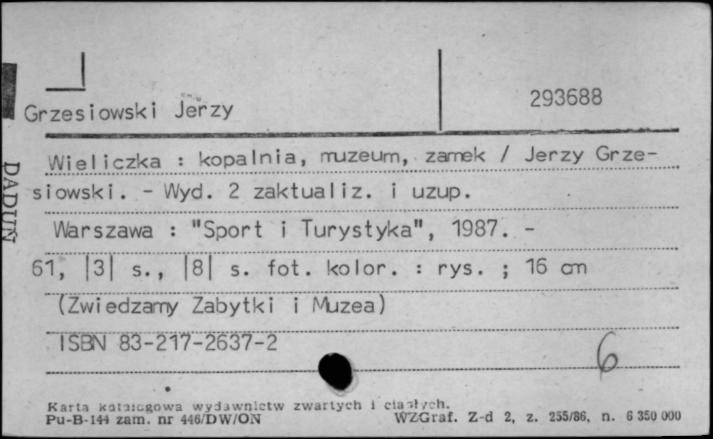 Grzesiowski Jerzy
293688
Wieliczka : kopalnia, muzeum, zamek / Jerzy Grze-
siowski. - Wyd. 2 zaktualiz. i uzup.
Warszawa : "Sport i Turystyka", 1987. -
61, |3| s., |8| s. fot. kolor. : rys. ; 16 cm
(Zwiedzamy Zabytki i Muzea)
ISBN 83-217-2637-2
6
Karta katalogowa wydawnictw zwartych i ciągłych.
Pu-B-144 zam. nr 446/DW/ON
WZGraf. Z-d 2, z. 255/86, n. 6 350 000